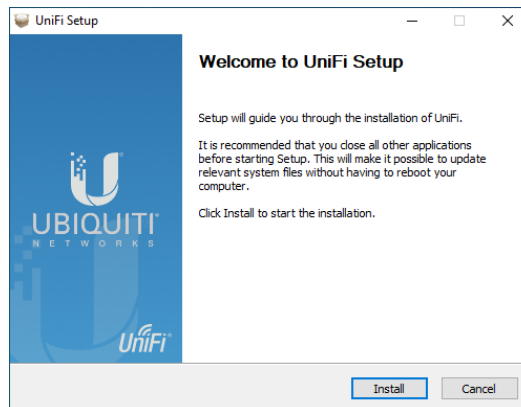 UniFi Setup
Welcome to UniFi Setup
Setup will guide you through the installation of UniFi.
It is recommended that you close all other applications
before starting Setup. This will make it possible to update
relevant system files without having to reboot your
computer.
Click Install to start the installation.
UBIQUITI
NETWORKS
UniFi
Install
Cancel